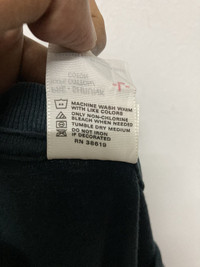 MACHINE WASH WARM
WITH LIKE COLORS
ONLY NON-CHLORINE
BLEACH WHEN NEEDED
TUMBLE DRY MEDIUM
DO NOT IRON
IF DECORATED
RN 36619